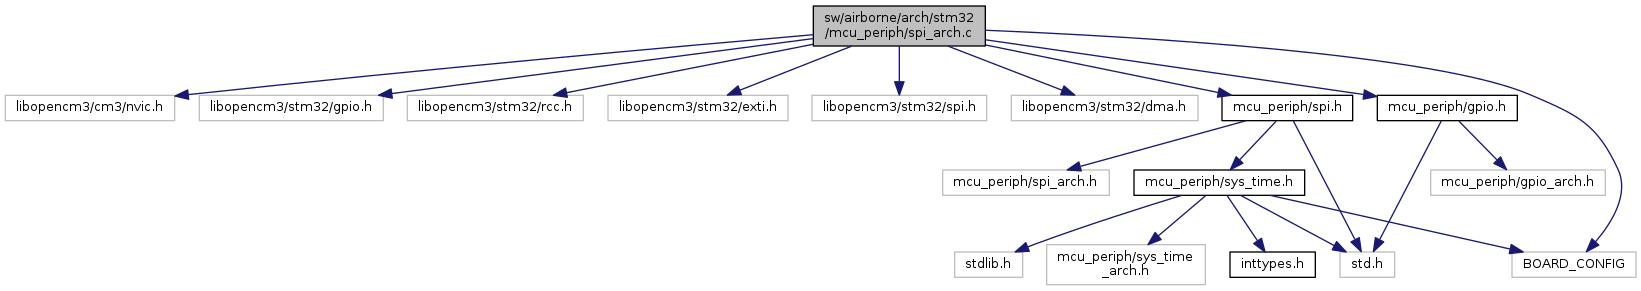 sw/airborne/arch/stm32
/mcu_periph/spi_arch.c
libopencm3/cm3/nvic.h
libopencm3/stm32/gpio.h
libopencm3/stm32/rcc.h
libopencm3/stm32/exti.h
libopencm3/stm32/spi.h
libopencm3/stm32/dma.h
mcu_periph/spi.h
mcu_periph/gpio.h
mcu_periph/spi_arch.h
mcu_periph/sys_time.h
mcu_periph/gpio_arch.h
stdlib.h
mcu_periph/sys_time
_arch.h
inttypes.h
std.h
BOARD_CONFIG